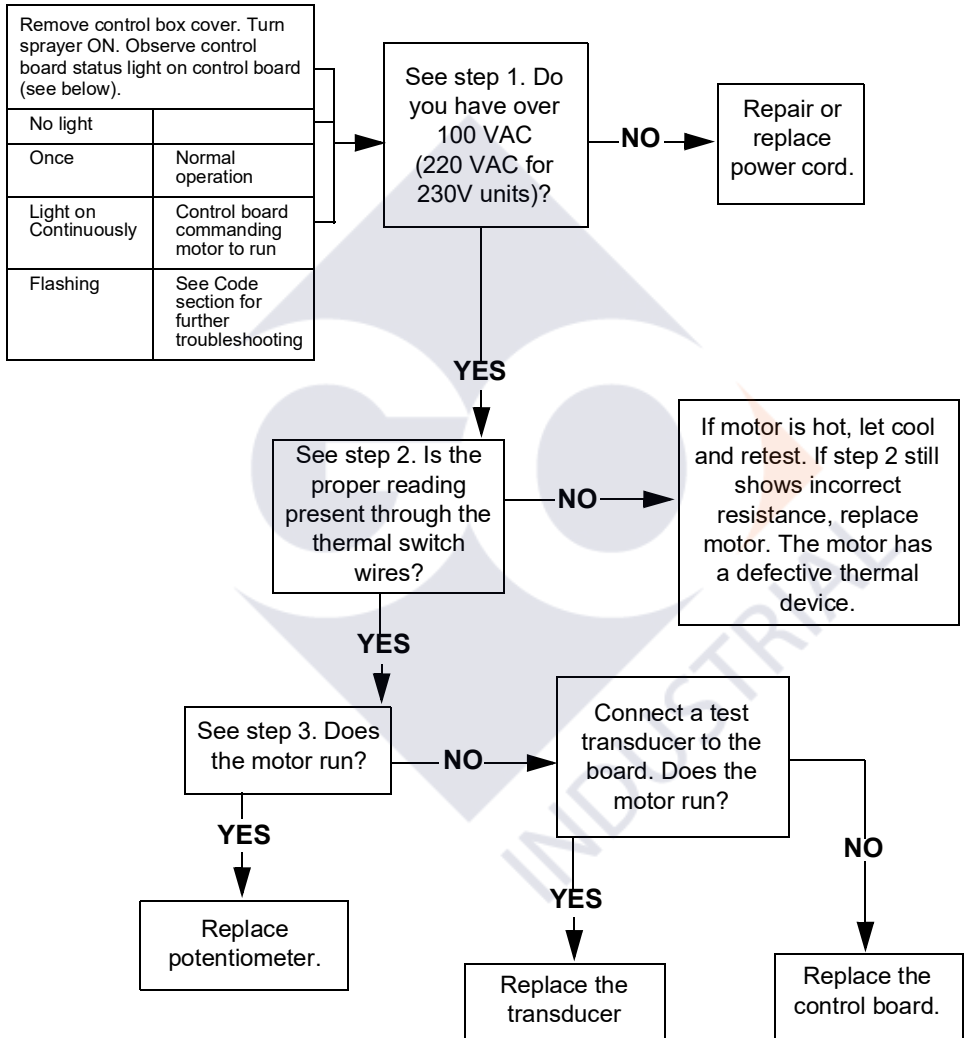 Remove control box cover. Turn
sprayer ON. Observe control
board status light on control board
(see below).
No light
Once
Normal
operation
Light on
Continuously
Control board
commanding
motor to run
Flashing
See Code
section for
further
troubleshooting
See step 1. Do
you have over
100 VAC
(220 VAC for
230V units)?
NO
Repair or
replace
power cord.
YES
See step 2. Is the
proper reading
present through the
thermal switch
wires?
NO
If motor is hot, let cool
and retest. If step 2 still
shows incorrect
resistance, replace
motor. The motor has
a defective thermal
device.
YES
See step 3. Does
the motor run?
NO
Connect a test
transducer to the
board. Does the
motor run?
YES
Replace
potentiometer.
YES
Replace the
transducer
NO
Replace the
control board.
INDUSTRIAL